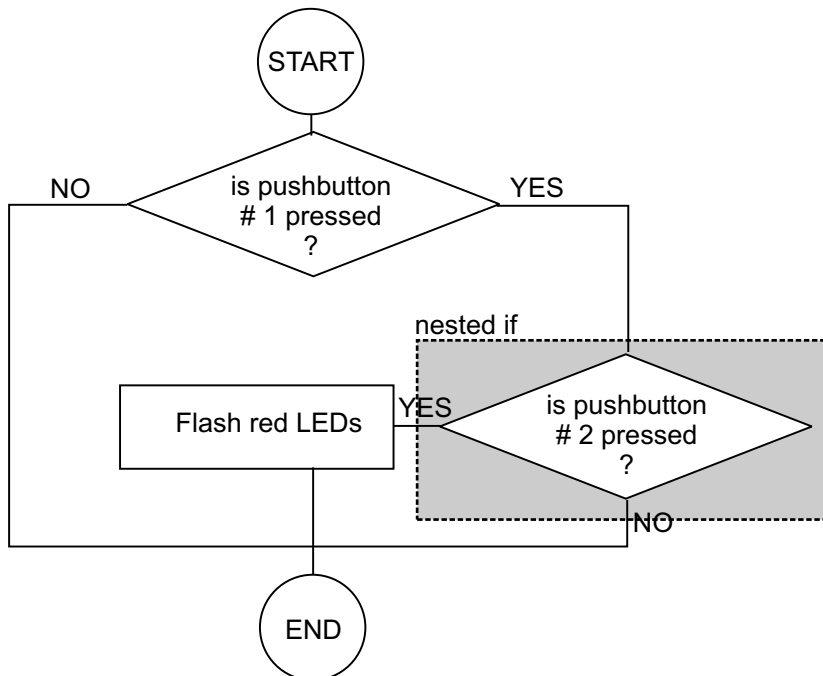 START
NO
YES
is pushbutton
# 1 pressed
?
nested if
Flash red LEDs
YES
is pushbutton
# 2 pressed
?
NO
END